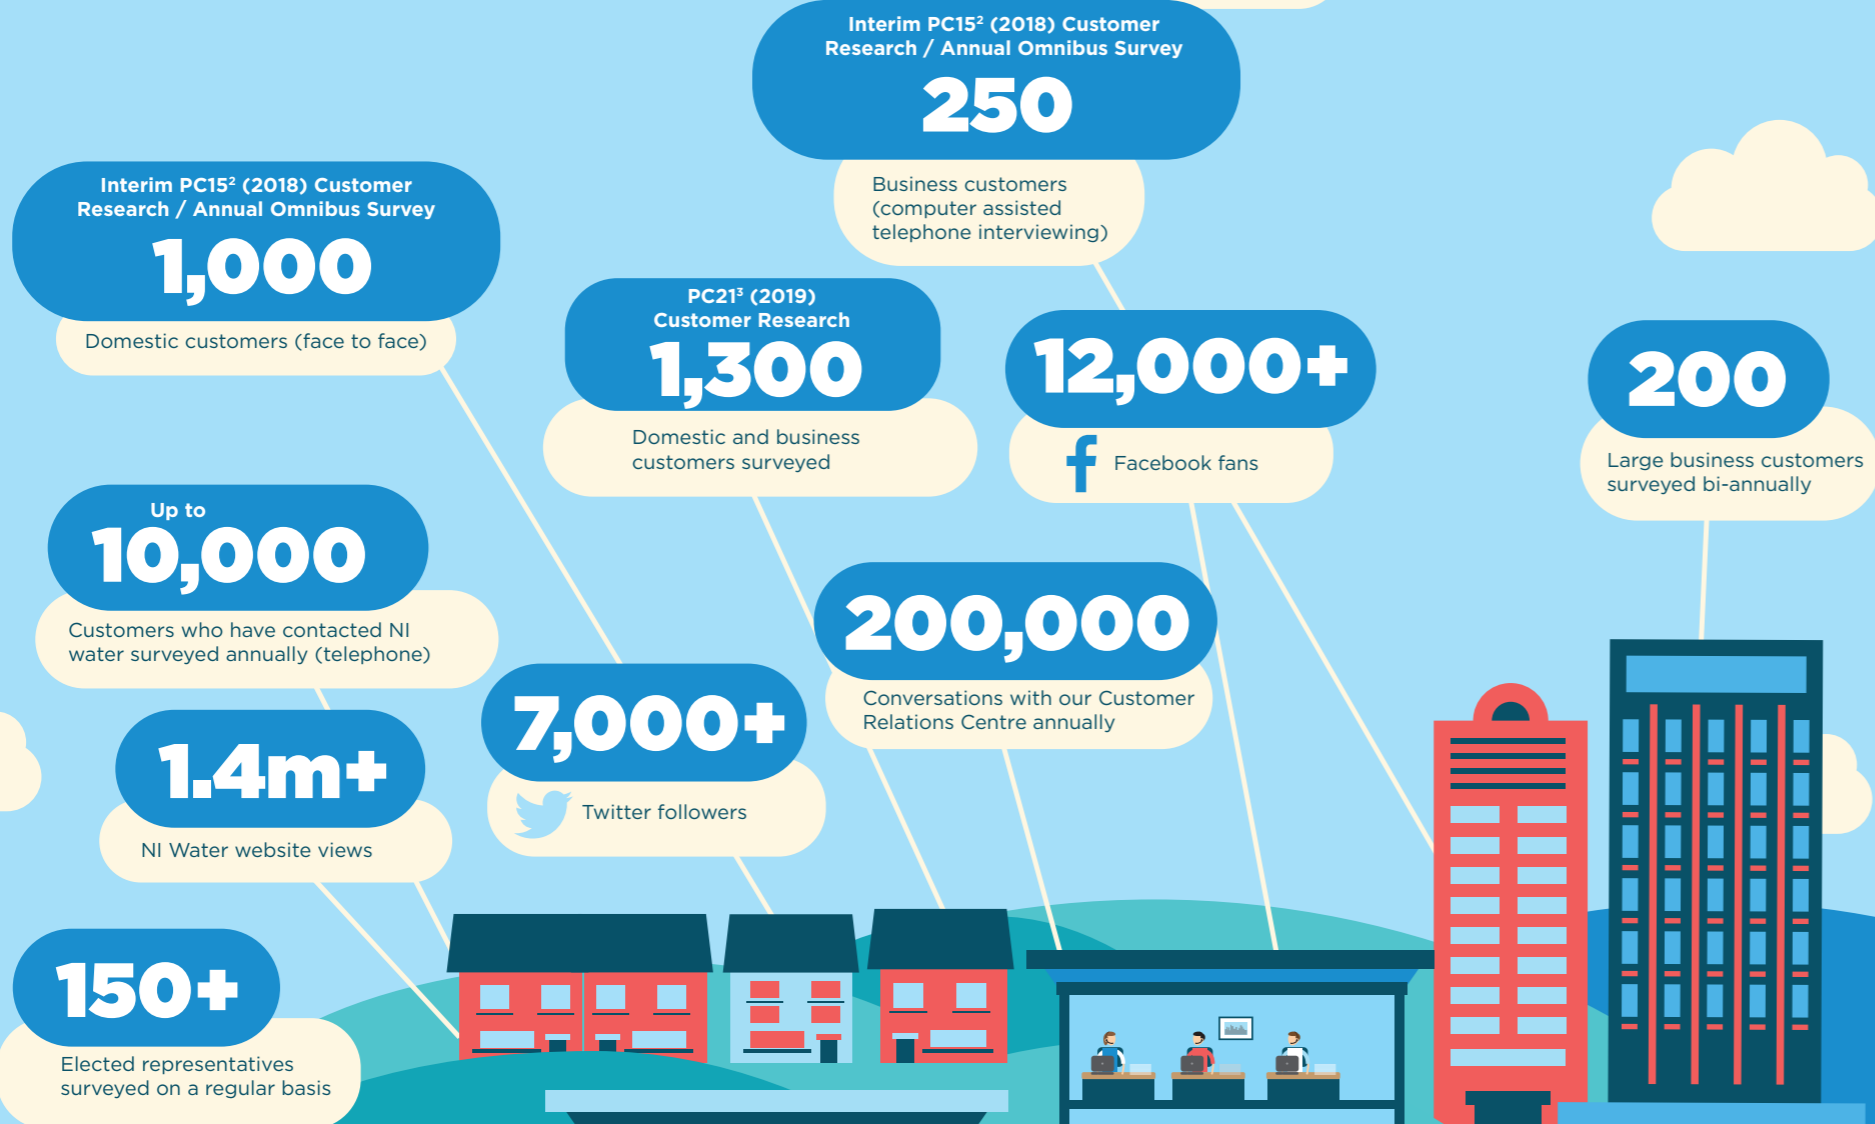 Interim PC15² (2018) Customer
Research / Annual Omnibus Survey
250
Business customers
(computer assisted
telephone interviewing)
Interim PC15² (2018) Customer
Research / Annual Omnibus Survey
1,000
Domestic customers (face to face)
PC21³ (2019)
Customer Research
1,300
Domestic and business
customers surveyed
12,000+
Facebook fans
200
Large business customers
surveyed bi-annually
Up to
10,000
Customers who have contacted NI
water surveyed annually (telephone)
200,000
Conversations with our Customer
Relations Centre annually
7,000+
Twitter followers
1.4m+
NI Water website views
150+
Elected representatives
surveyed on a regular basis